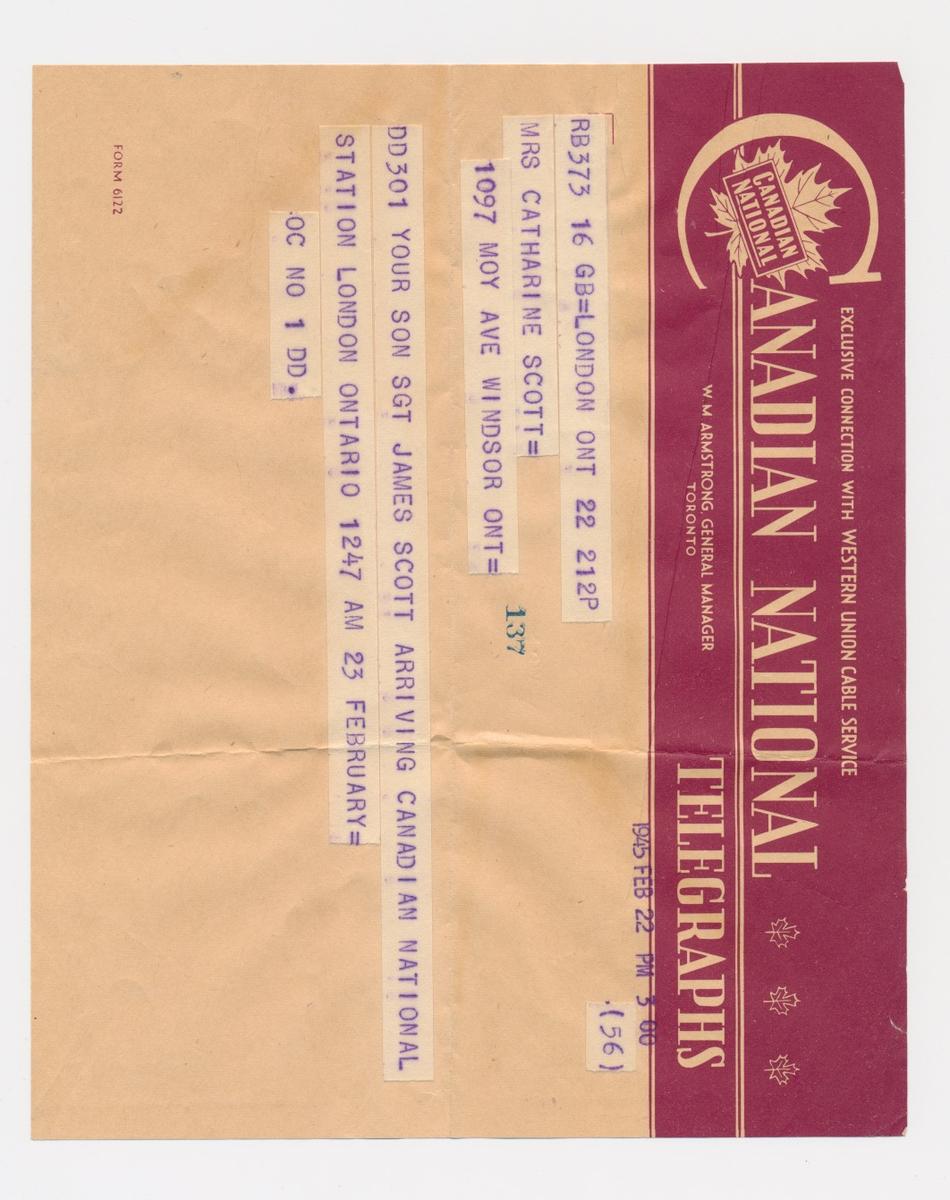 EXCLUSIVE CONNECTION WITH WESTERN UNION CABLE SERVICE
CANADIAN NATIONAL
CANADIAN NATIONAL
TELEGRAPHS
W. M ARMSTRONG, GENERAL MANAGER
TORONTO
1945 FEB 22 PM 3 00
(56)
RB373 16 GB=LONDON ONT 22 212P
MRS CATHARINE SCOTT=
1097 MOY AVE WINDSOR ONT=
137
DD301 YOUR SON SGT JAMES SCOTT ARRIVING CANADIAN NATIONAL
STATION LONDON ONTARIO 1247 AM 23 FEBRUARY=
OC NO 1 DD.
FORM 6122